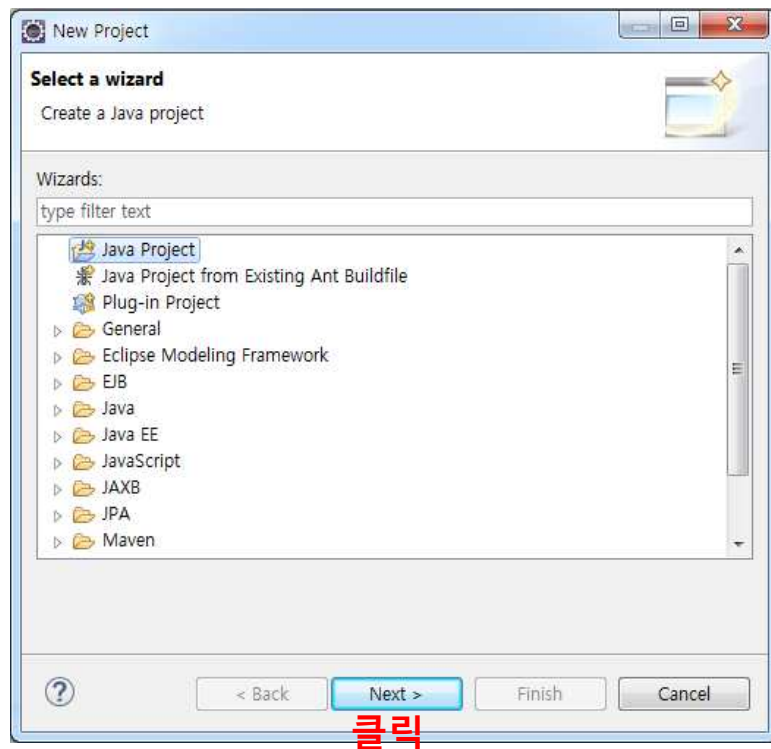 New Project
Select a wizard
Create a Java project
Wizards:
type filter text
Java Project
Java Project from Existing Ant Buildfile
Plug-in Project
General
Eclipse Modeling Framework
EJB
Java
Java EE
JavaScript
JAXB
JPA
Maven
? < Back Next > Finish Cancel
클릭